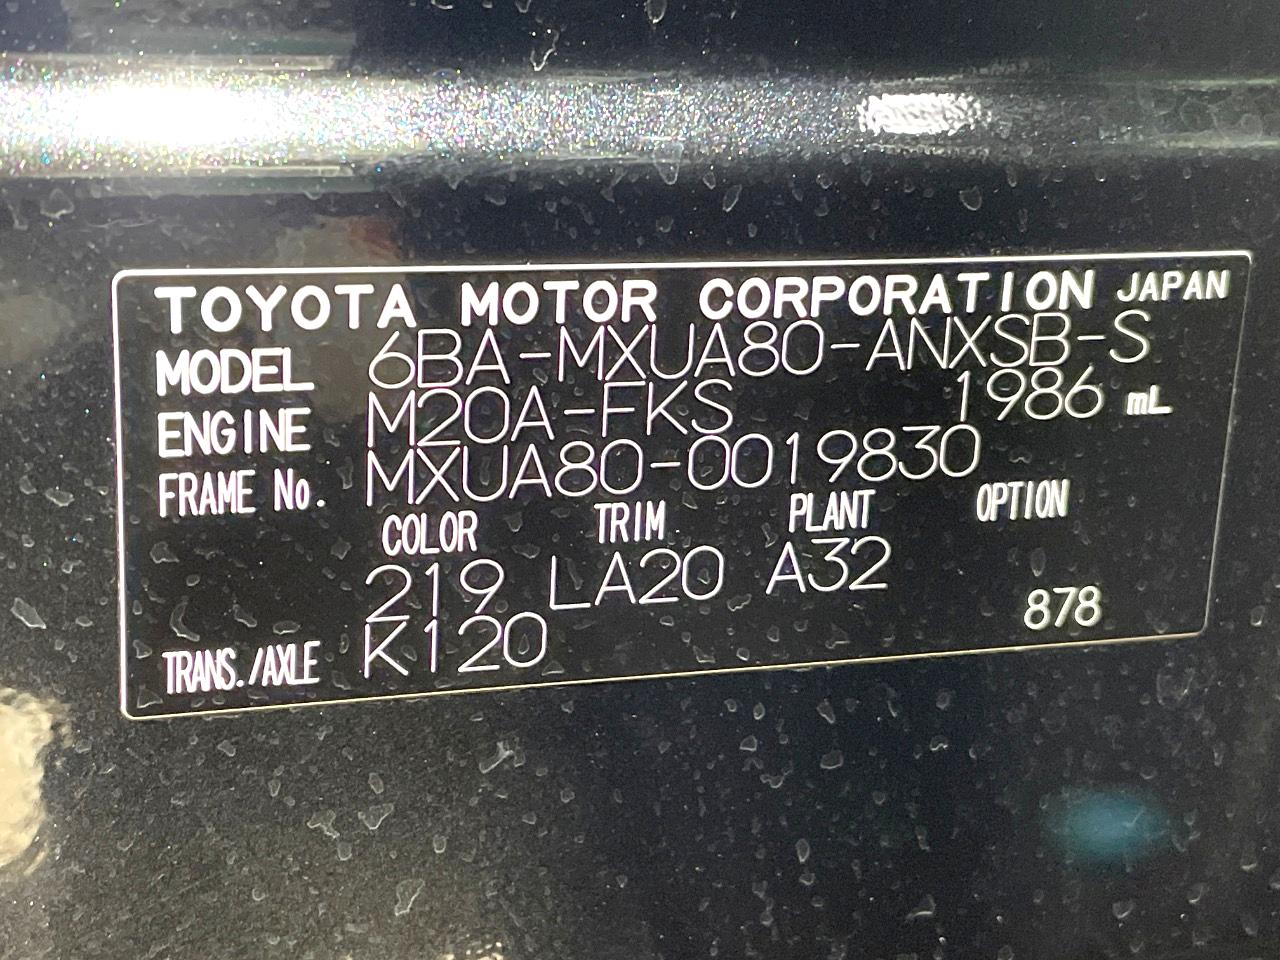 TOYOTA MOTOR CORPORATION JAPAN
MODEL 6BA-MXUA80-ANXSB-S
ENGINE M20A-FKS 1986 mL
FRAME No. MXUA80-0019830
COLOR TRIM PLANT OPTION
219 LA20 A32
878
TRANS./AXLE K120